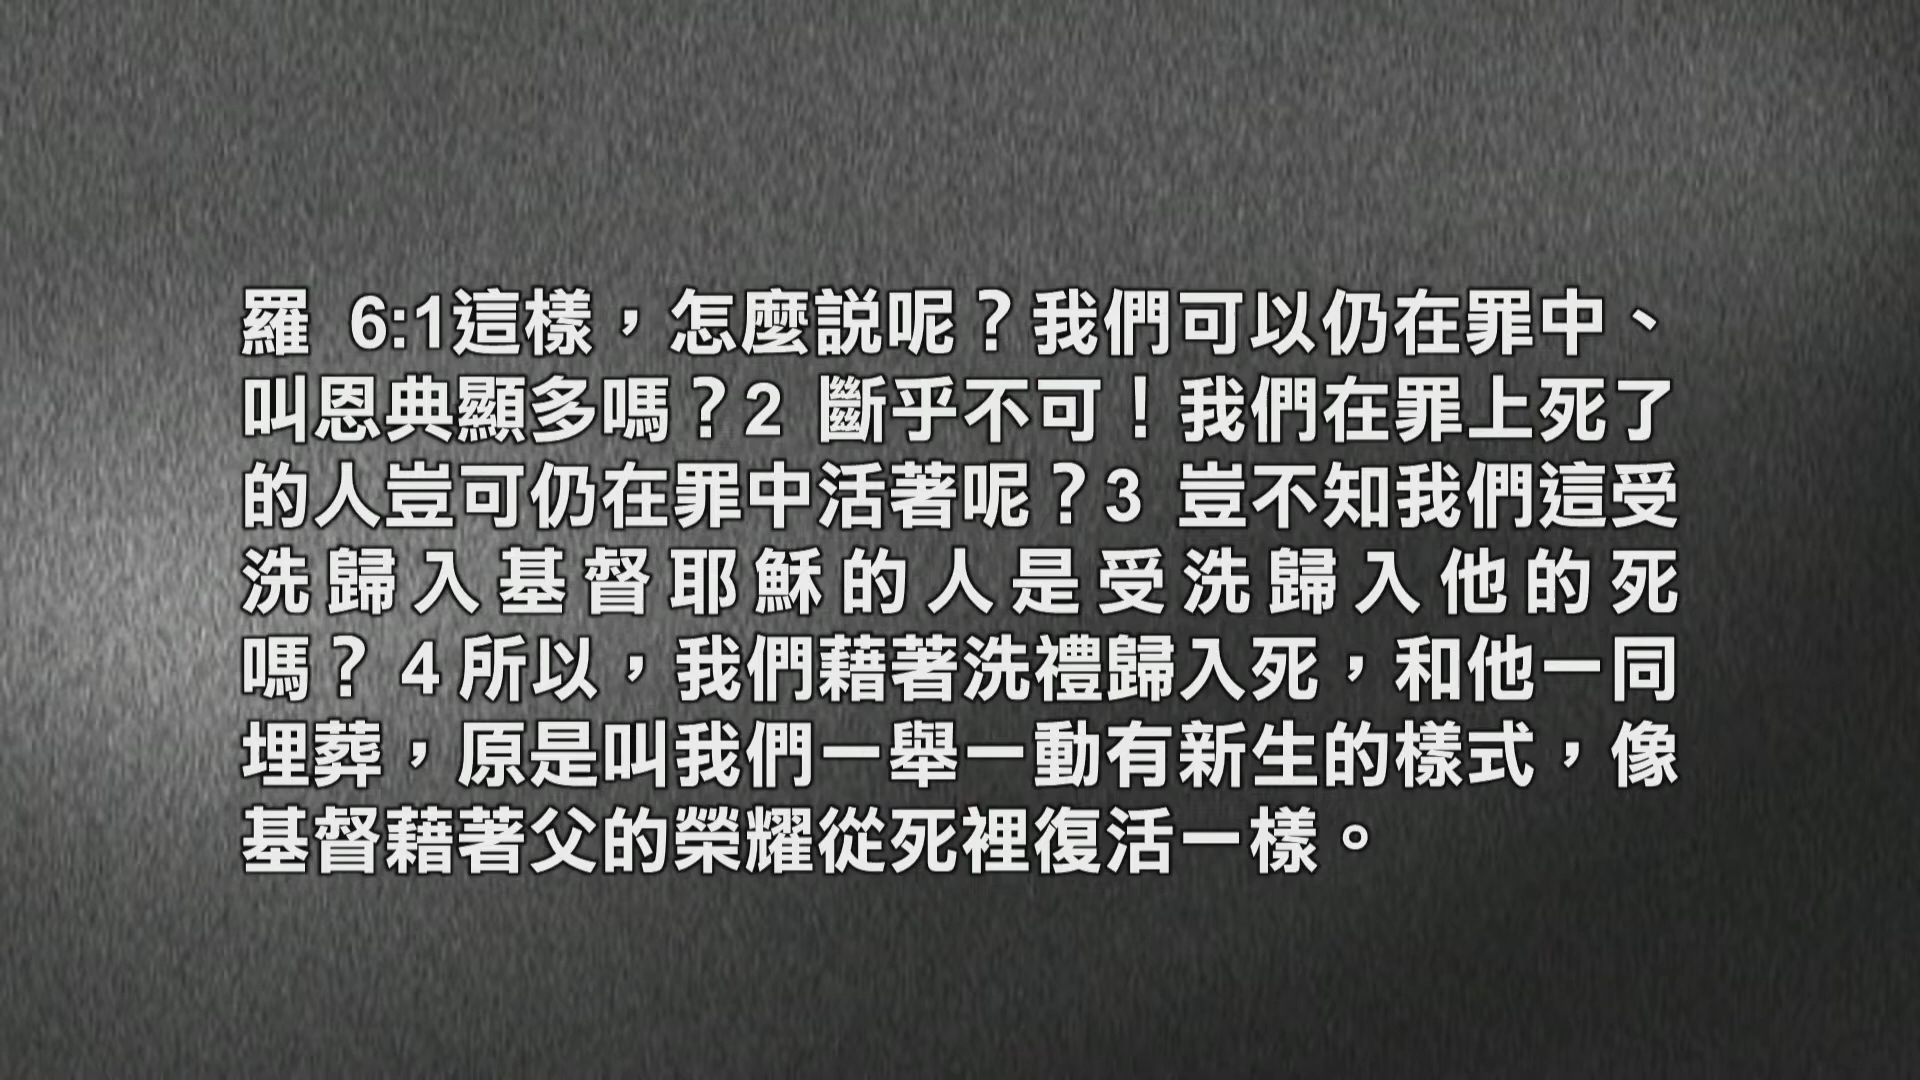 羅 6:1這樣，怎麼説呢？我們可以仍在罪中、
叫恩典顯多嗎？2 斷乎不可！我們在罪上死了
的人豈可仍在罪中活著呢？3 豈不知我們這受
洗歸入基督耶穌的人是受洗歸入他的死
嗎？ 4 所以，我們藉著洗禮歸入死，和他一同
埋葬，原是叫我們一舉一動有新生的樣式，像
基督藉著父的榮耀從死裡復活一樣。